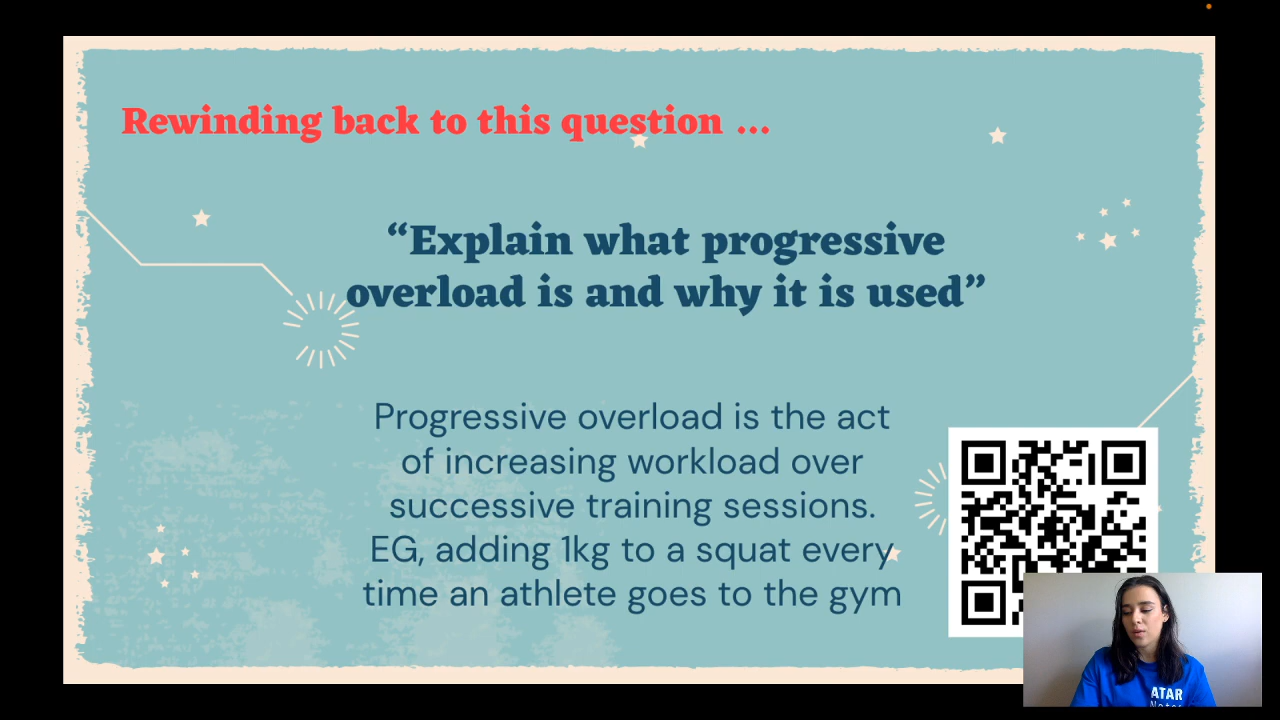 Rewinding back to this question ...
“Explain what progressive
overload is and why it is used”
Progressive overload is the act
of increasing workload over
successive training sessions.
EG, adding 1kg to a squat every
time an athlete goes to the gym
ATAR
Notes